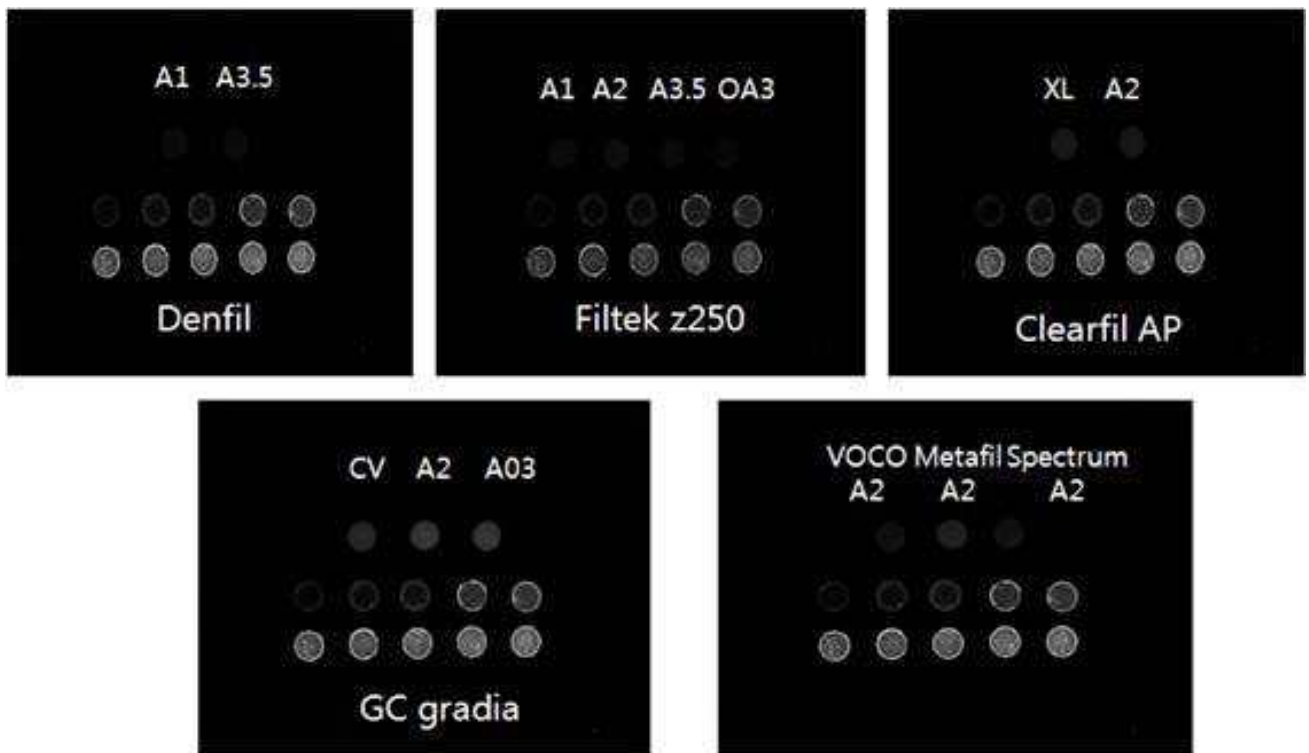 A1 A3.5
Denfil
A1 A2 A3.5 OA3
Filtek z250
XL A2
Clearfil AP
CV A2 A03
GC gradia
VOCO Metafil Spectrum
A2 A2 A2